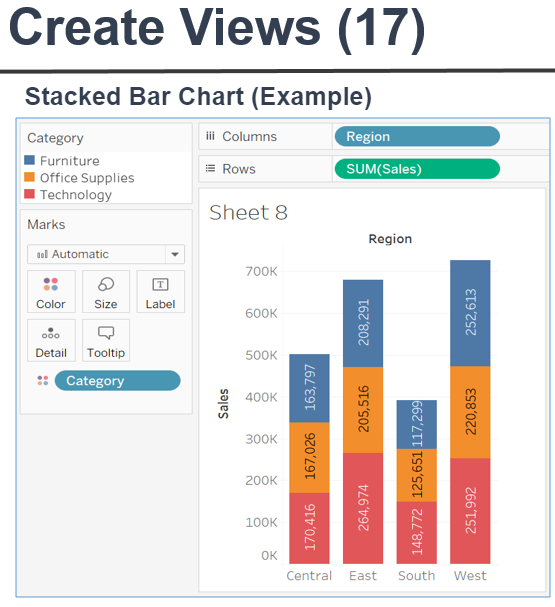 Create Views (17)
Stacked Bar Chart (Example)
Category
Furniture
Office Supplies
Technology
Marks
Automatic
Color
Size
Label
Detail
Tooltip
Category
Columns
Region
Rows
SUM(Sales)
Sheet 8
Region
Sales
700K
600K
500K
400K
300K
200K
100K
0K
163,797
167,026
170,416
208,291
205,516
264,974
117,299
125,651
148,772
252,613
220,853
251,992
Central
East
South
West